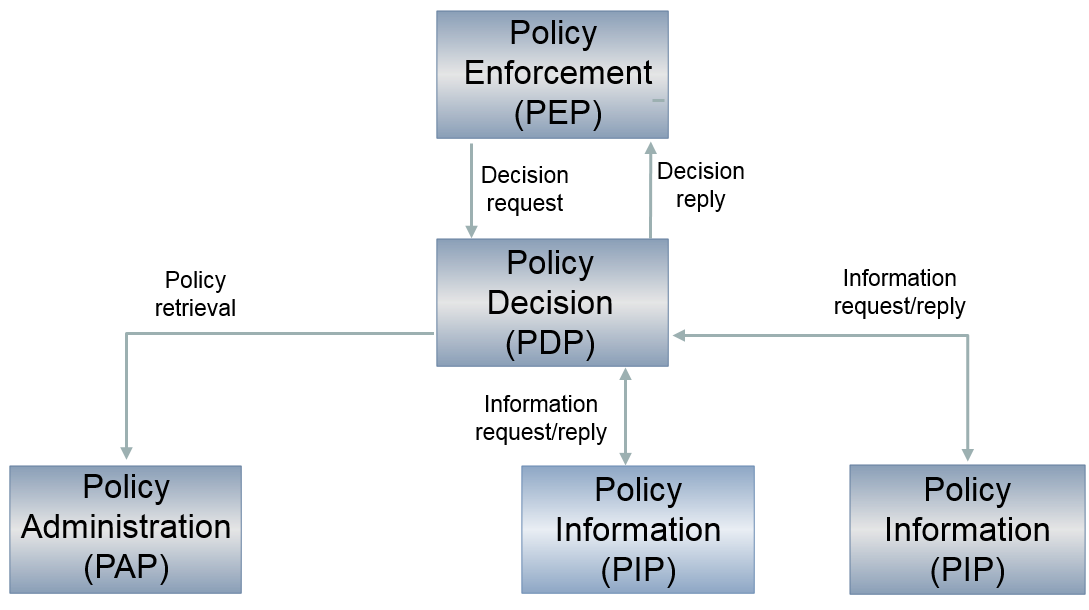 Policy
Enforcement
(PEP)
Decision
request
Decision
reply
Policy
Decision
(PDP)
Policy
retrieval
Information
request/reply
Information
request/reply
Policy
Administration
(PAP)
Policy
Information
(PIP)
Policy
Information
(PIP)